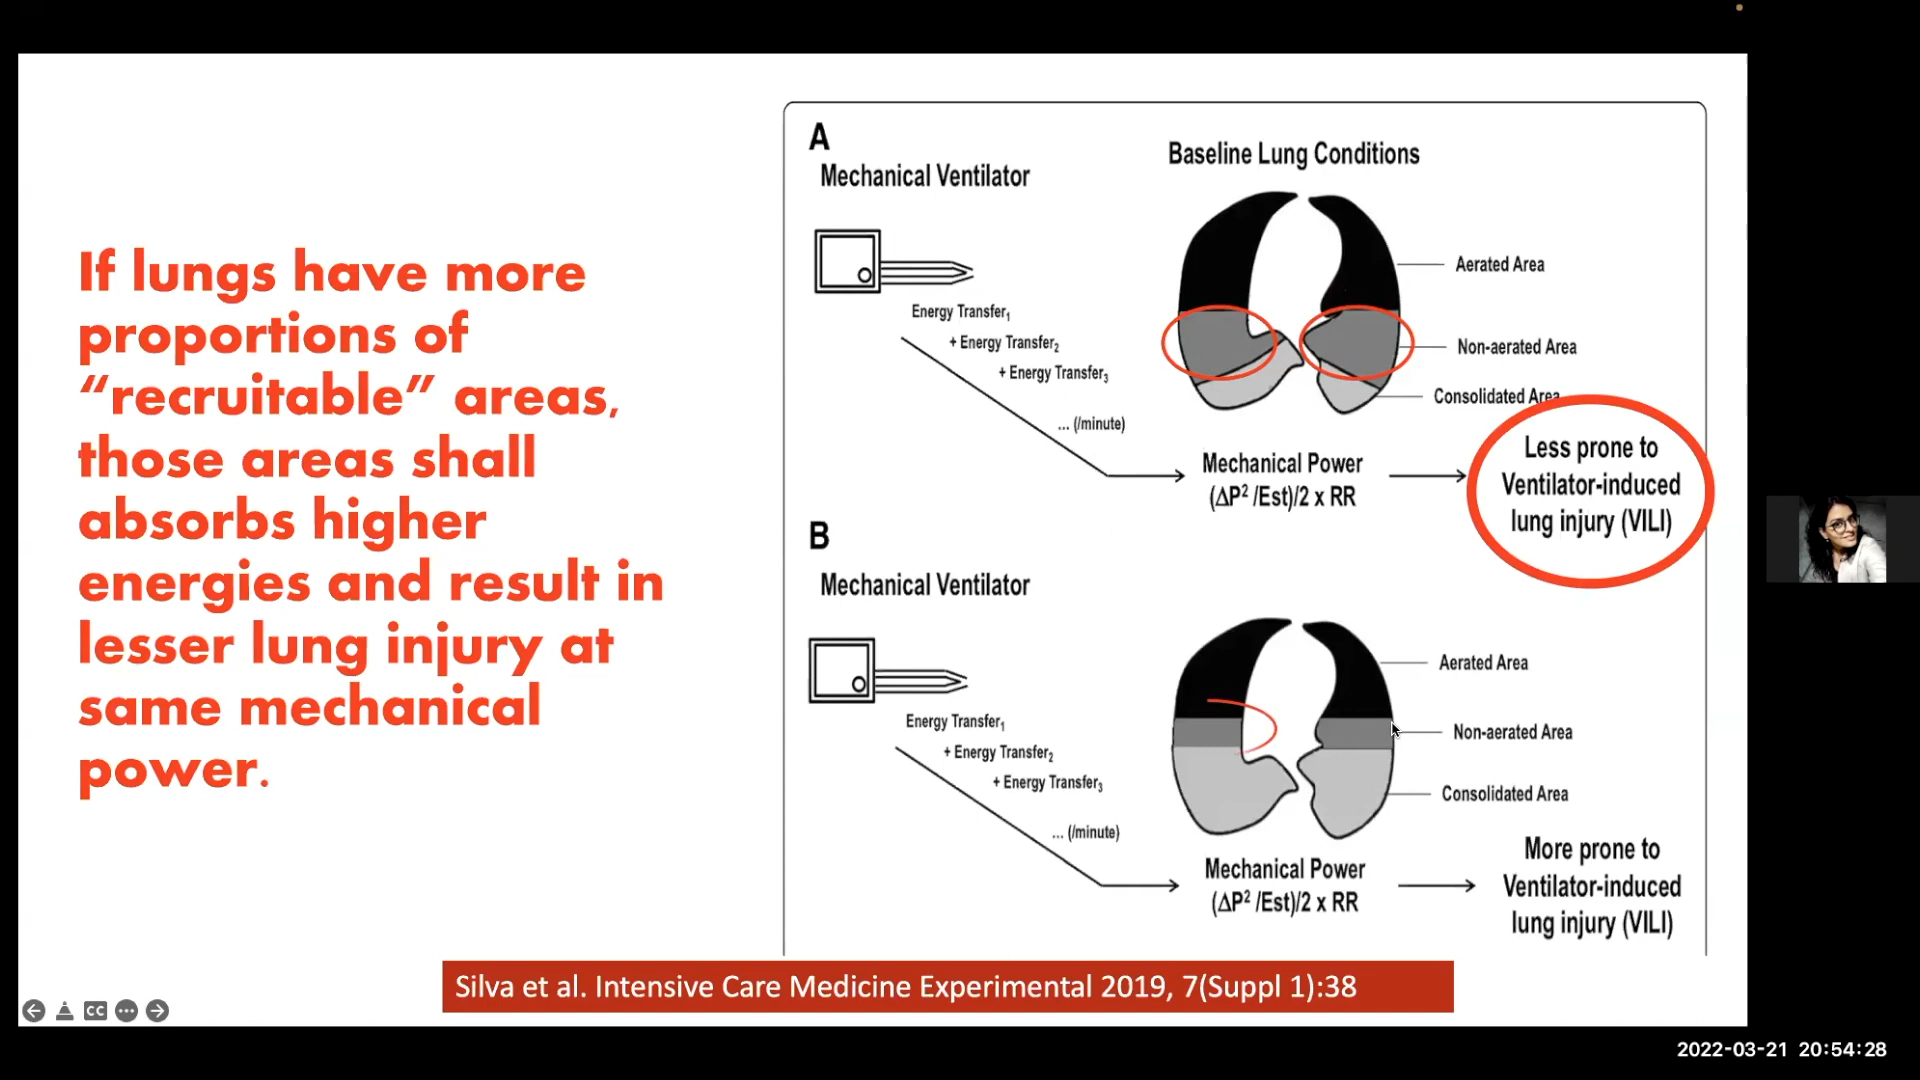 If lungs have more
proportions of
“recruitable” areas,
those areas shall
absorbs higher
energies and result in
lesser lung injury at
same mechanical
power.
A
Mechanical Ventilator
Baseline Lung Conditions
Energy Transfer1
+ Energy Transfer2
+ Energy Transfer3
... (/minute)
Aerated Area
Non-aerated Area
Consolidated Area
Mechanical Power
(ΔP² /Est)/2 x RR
Less prone to
Ventilator-induced
lung injury (VILI)
B
Mechanical Ventilator
Energy Transfer1
+ Energy Transfer2
+ Energy Transfer3
... (/minute)
Aerated Area
Non-aerated Area
Consolidated Area
Mechanical Power
(ΔP² /Est)/2 x RR
More prone to
Ventilator-induced
lung injury (VILI)
Silva et al. Intensive Care Medicine Experimental 2019, 7(Suppl 1):38
CC
2022-03-21 20:54:28